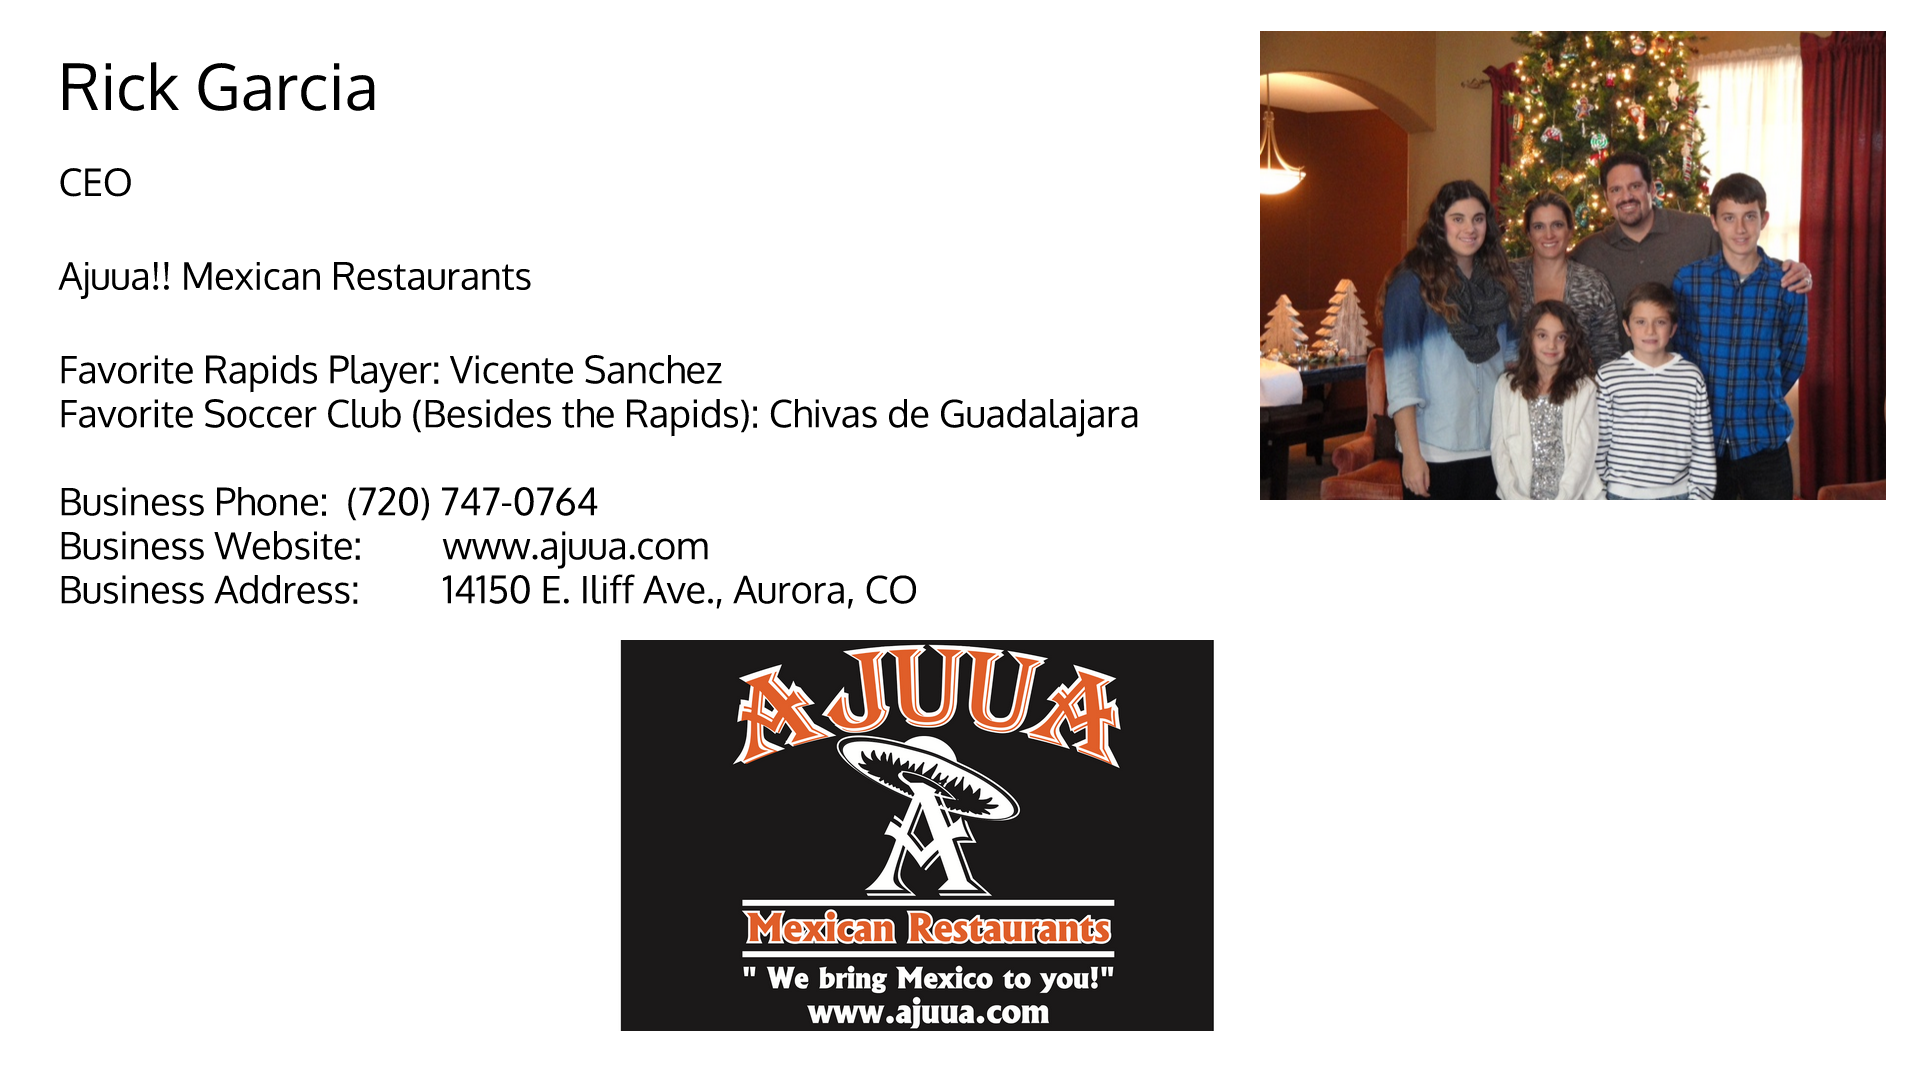 Rick Garcia
CEO
Ajuua!! Mexican Restaurants
Favorite Rapids Player: Vicente Sanchez
Favorite Soccer Club (Besides the Rapids): Chivas de Guadalajara
Business Phone: (720) 747-0764
Business Website: www.ajuua.com
Business Address: 14150 E. Iliff Ave., Aurora, CO
AJUUA
A
Mexican Restaurants
" We bring Mexico to you!"
www.ajuua.com